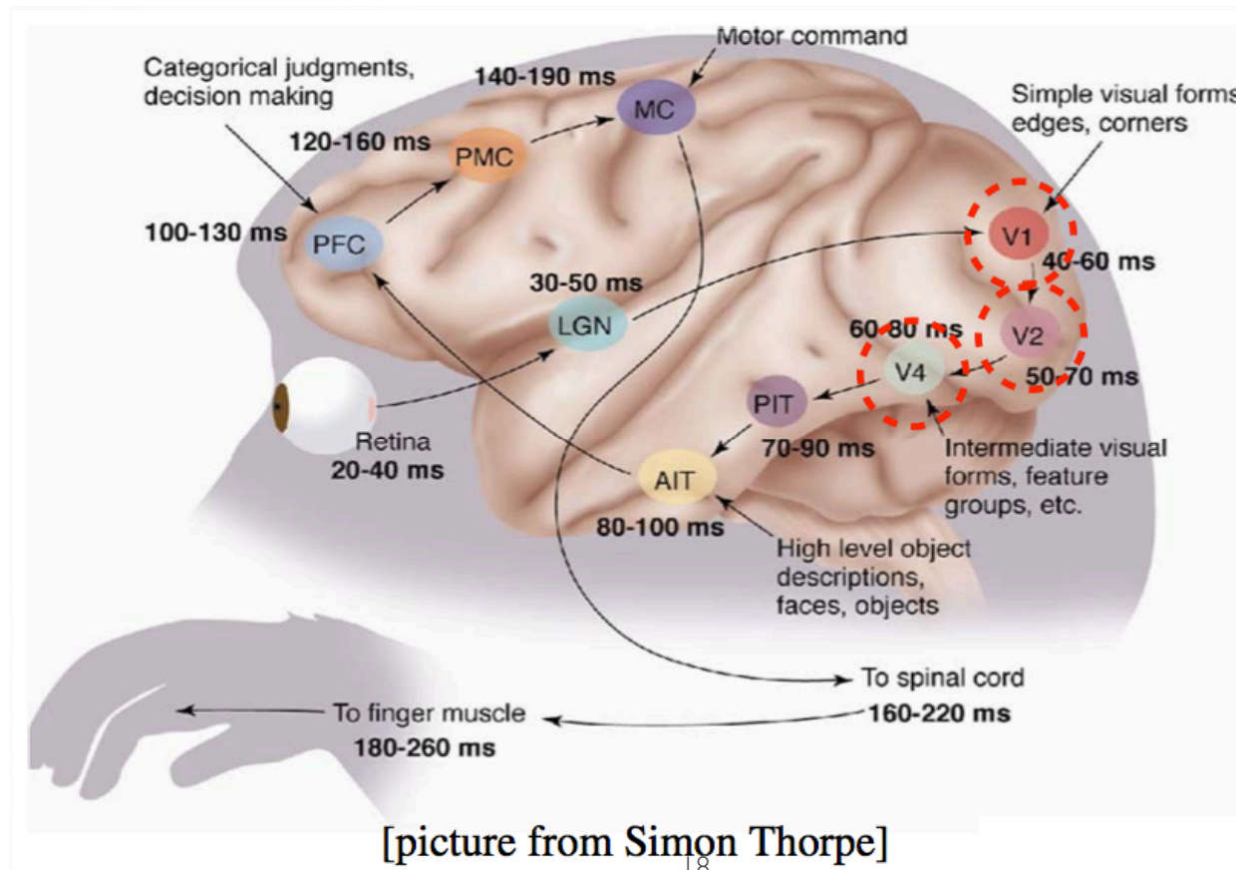 Motor command
Categorical judgments,
decision making
140-190 ms
MC
Simple visual forms
edges, corners
120-160 ms
PMC
100-130 ms
PFC
V1
40-60 ms
30-50 ms
LGN
60-80 ms
V2
V4
50-70 ms
PIT
70-90 ms
Retina
20-40 ms
AIT
80-100 ms
Intermediate visual
forms, feature
groups, etc.
High level object
descriptions,
faces, objects
To spinal cord
160-220 ms
To finger muscle
180-260 ms
[picture from Simon Thorpe]
18